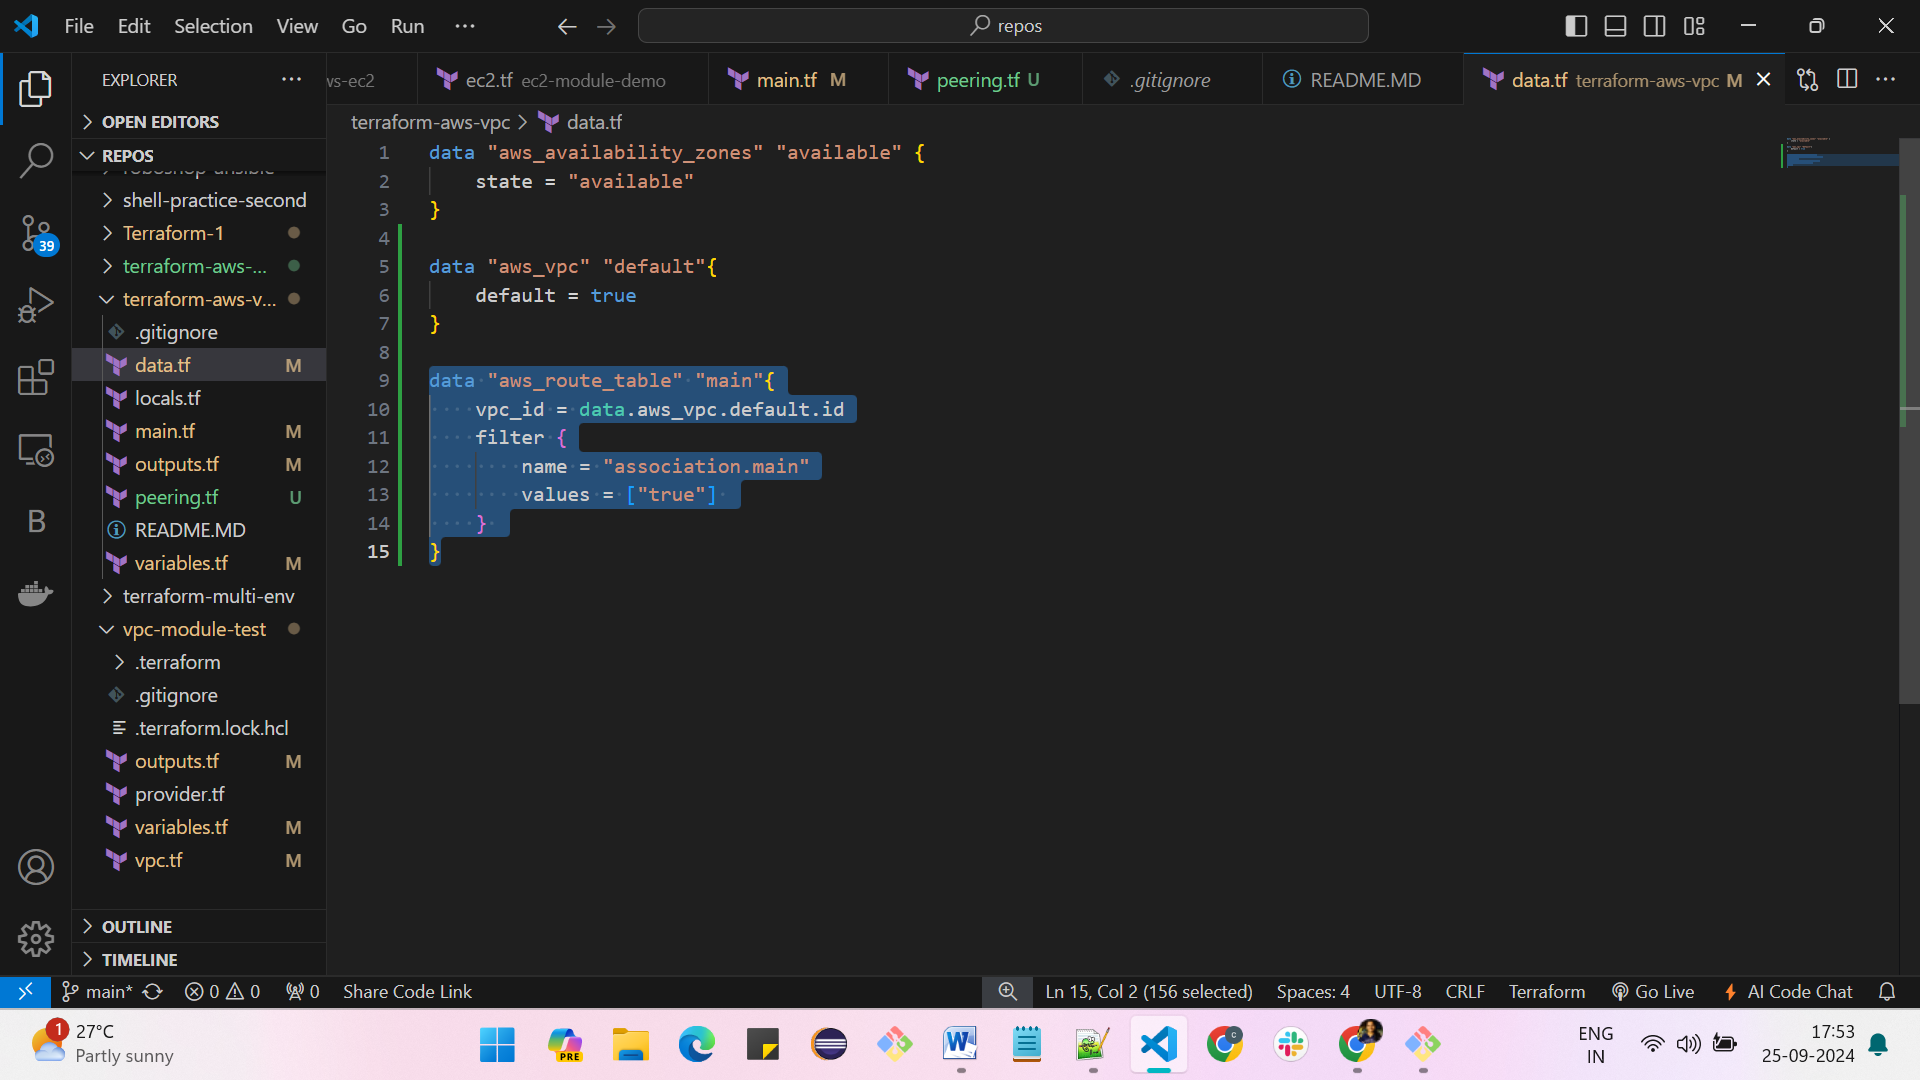 File Edit Selection View Go Run ···
repos
EXPLORER
ws-ec2
ec2.tf ec2-module-demo
main.tf M
peering.tf U
.gitignore
README.MD
data.tf terraform-aws-vpc M
OPEN EDITORS
REPOS
roboshop-ansible
shell-practice-second
Terraform-1
terraform-aws-...
terraform-aws-v...
.gitignore
data.tf M
locals.tf
main.tf M
outputs.tf M
peering.tf U
README.MD
variables.tf M
terraform-multi-env
vpc-module-test
.terraform
.gitignore
.terraform.lock.hcl
outputs.tf M
provider.tf
variables.tf M
vpc.tf M
OUTLINE
TIMELINE
39
B
terraform-aws-vpc > data.tf
1 data "aws_availability_zones" "available" {
2 state = "available"
3 }
4
5 data "aws_vpc" "default"{
6 default = true
7 }
8
9 data "aws_route_table" "main"{
10 vpc_id = data.aws_vpc.default.id
11 filter {
12 name = "association.main"
13 values = ["true"]
14 }
15 }
main* 0 0 0 Share Code Link
Ln 15, Col 2 (156 selected) Spaces: 4 UTF-8 CRLF Terraform Go Live AI Code Chat
1
27°C
Partly sunny
PRE
W
C
ENG
IN
17:53
25-09-2024